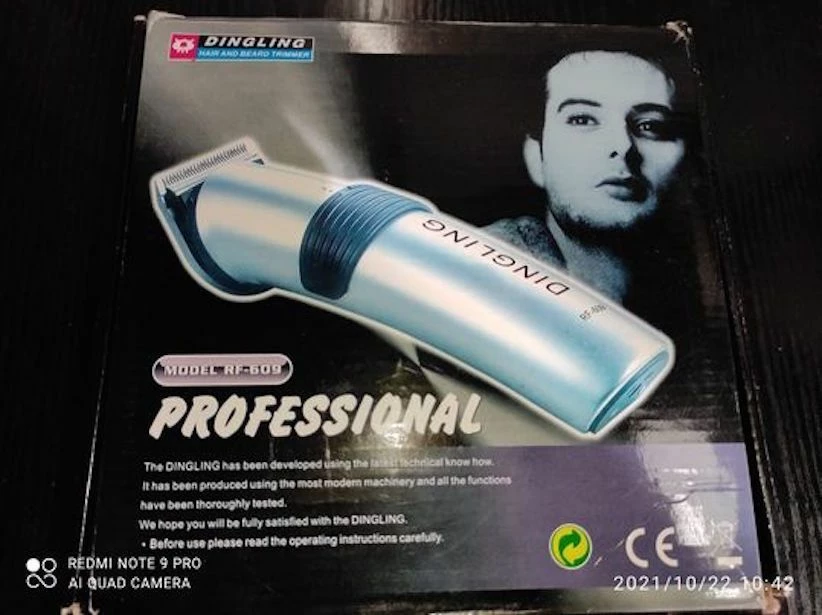 DINGLING
HAIR AND BEARD TRIMMER
DINGLING
RF-609
MODEL RF-609
PROFESSIONAL
The DINGLING has been developed using the latest technical know how.
It has been produced using the most modern machinery and all the functions
have been thoroughly tested.
We hope you will be fully satisfied with the DINGLING.
• Before use please read the operating instructions carefully.
CE
REDMI NOTE 9 PRO
AI QUAD CAMERA
2021/10/22 10:42